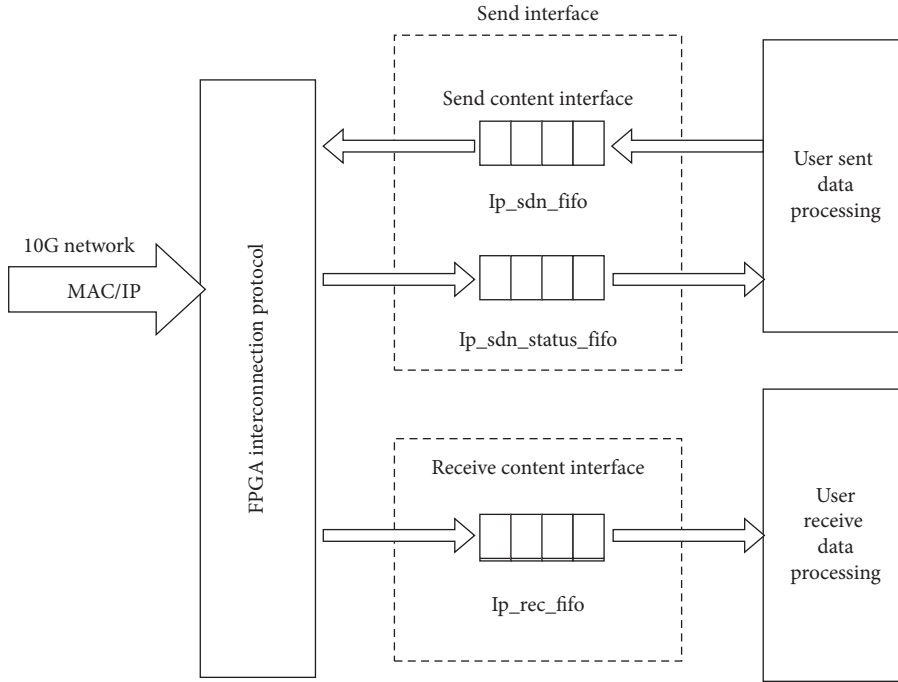 Send interface
Send content interface
Ip_sdn_fifo
User sent
data
processing
10G network
MAC/IP
FPGA interconnection protocol
Ip_sdn_status_fifo
Receive content interface
Ip_rec_fifo
User
receive
data
processing